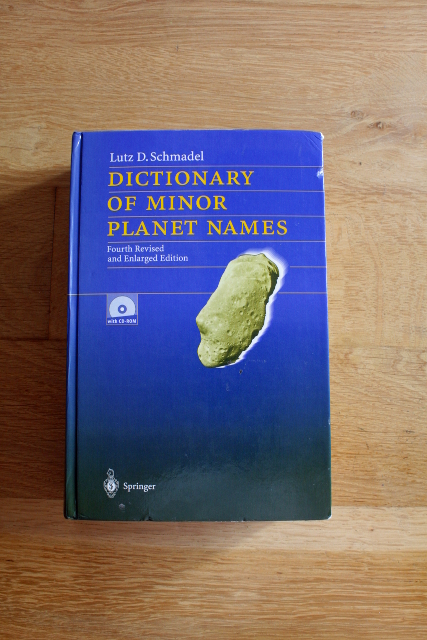 Lutz D. Schmadel
DICTIONARY
OF MINOR
PLANET NAMES
Fourth Revised
and Enlarged Edition
with CD-ROM
Springer